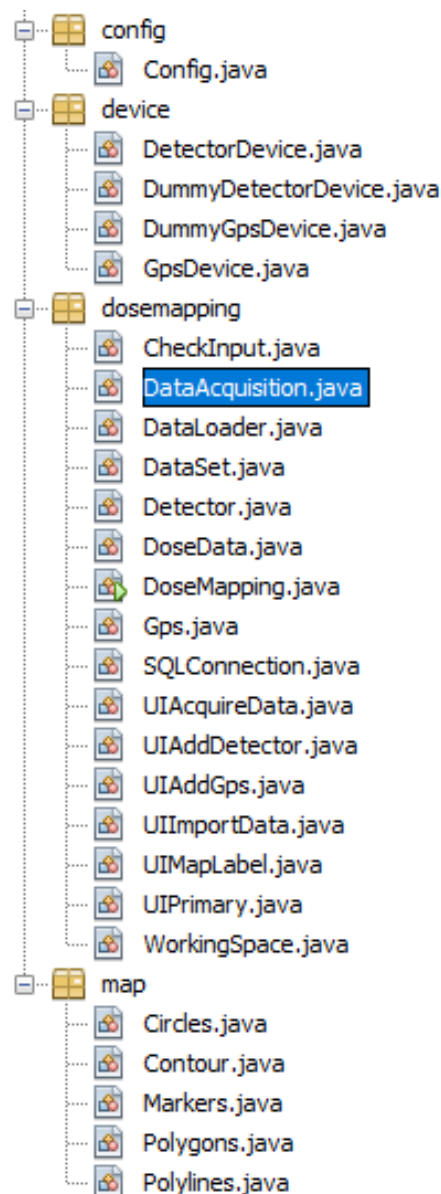 config
Config.java
device
DetectorDevice.java
DummyDetectorDevice.java
DummyGpsDevice.java
GpsDevice.java
dosemapping
CheckInput.java
DataAcquisition.java
DataLoader.java
DataSet.java
Detector.java
DoseData.java
DoseMapping.java
Gps.java
SQLConnection.java
UIAcquireData.java
UIAddDetector.java
UIAddGps.java
UIImportData.java
UIMapLabel.java
UIPrimary.java
WorkingSpace.java
map
Circles.java
Contour.java
Markers.java
Polygons.java
Polylines.java